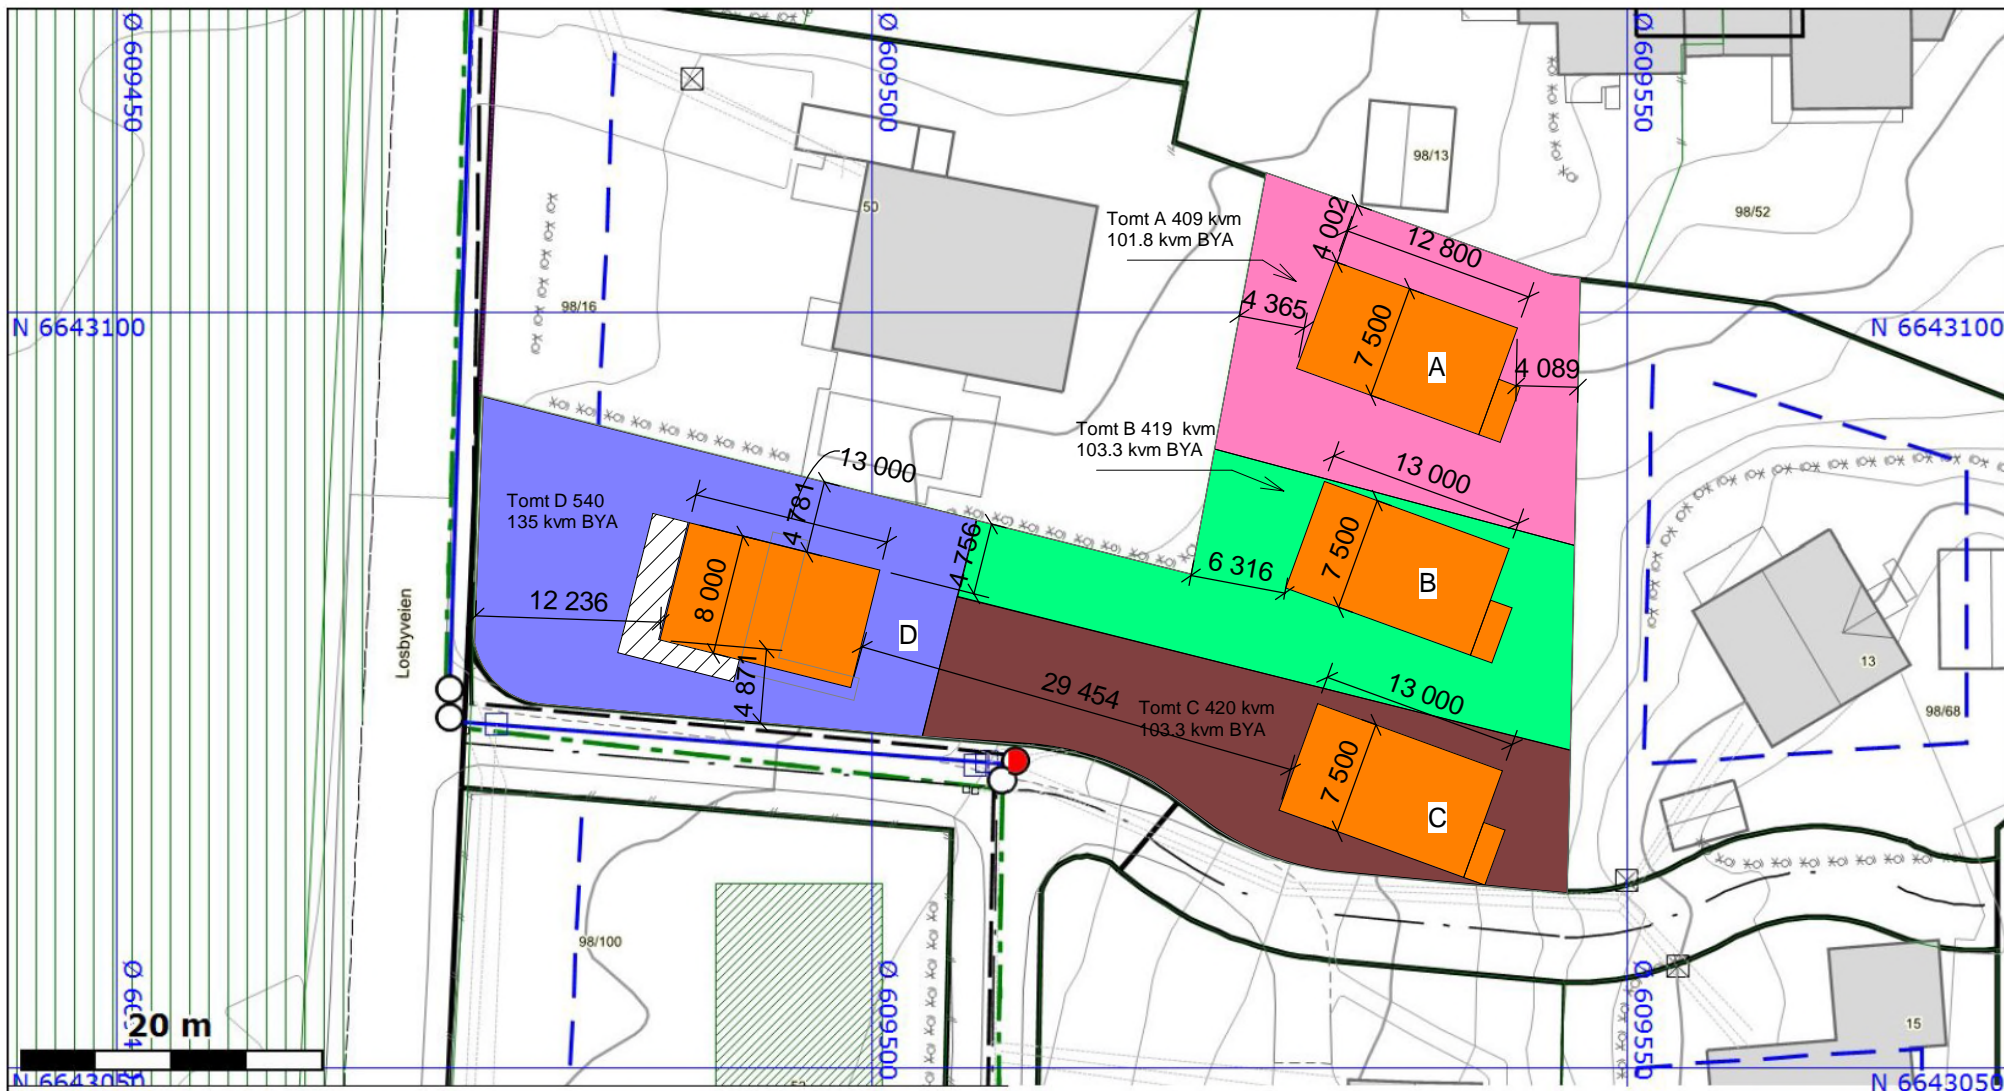 Ø 609450
Ø 609500
Ø 609550
98/13
98/52
50
Tomt A 409 kvm
101.8 kvm BYA
4 002
12 800
98/16
4 365
N 6643100
N 6643100
7 500
A
4 089
Tomt B 419 kvm
103.3 kvm BYA
13 000
13 000
Tomt D 540
135 kvm BYA
4 781
4 756
7 500
6 316
B
8 000
12 236
D
Losbyveien
4 871
29 454
13 000
Tomt C 420 kvm
103.3 kvm BYA
13
98/68
7 500
C
98/100
Ø 609500
Ø 609550
20 m
15
N 6643050
N 6643050